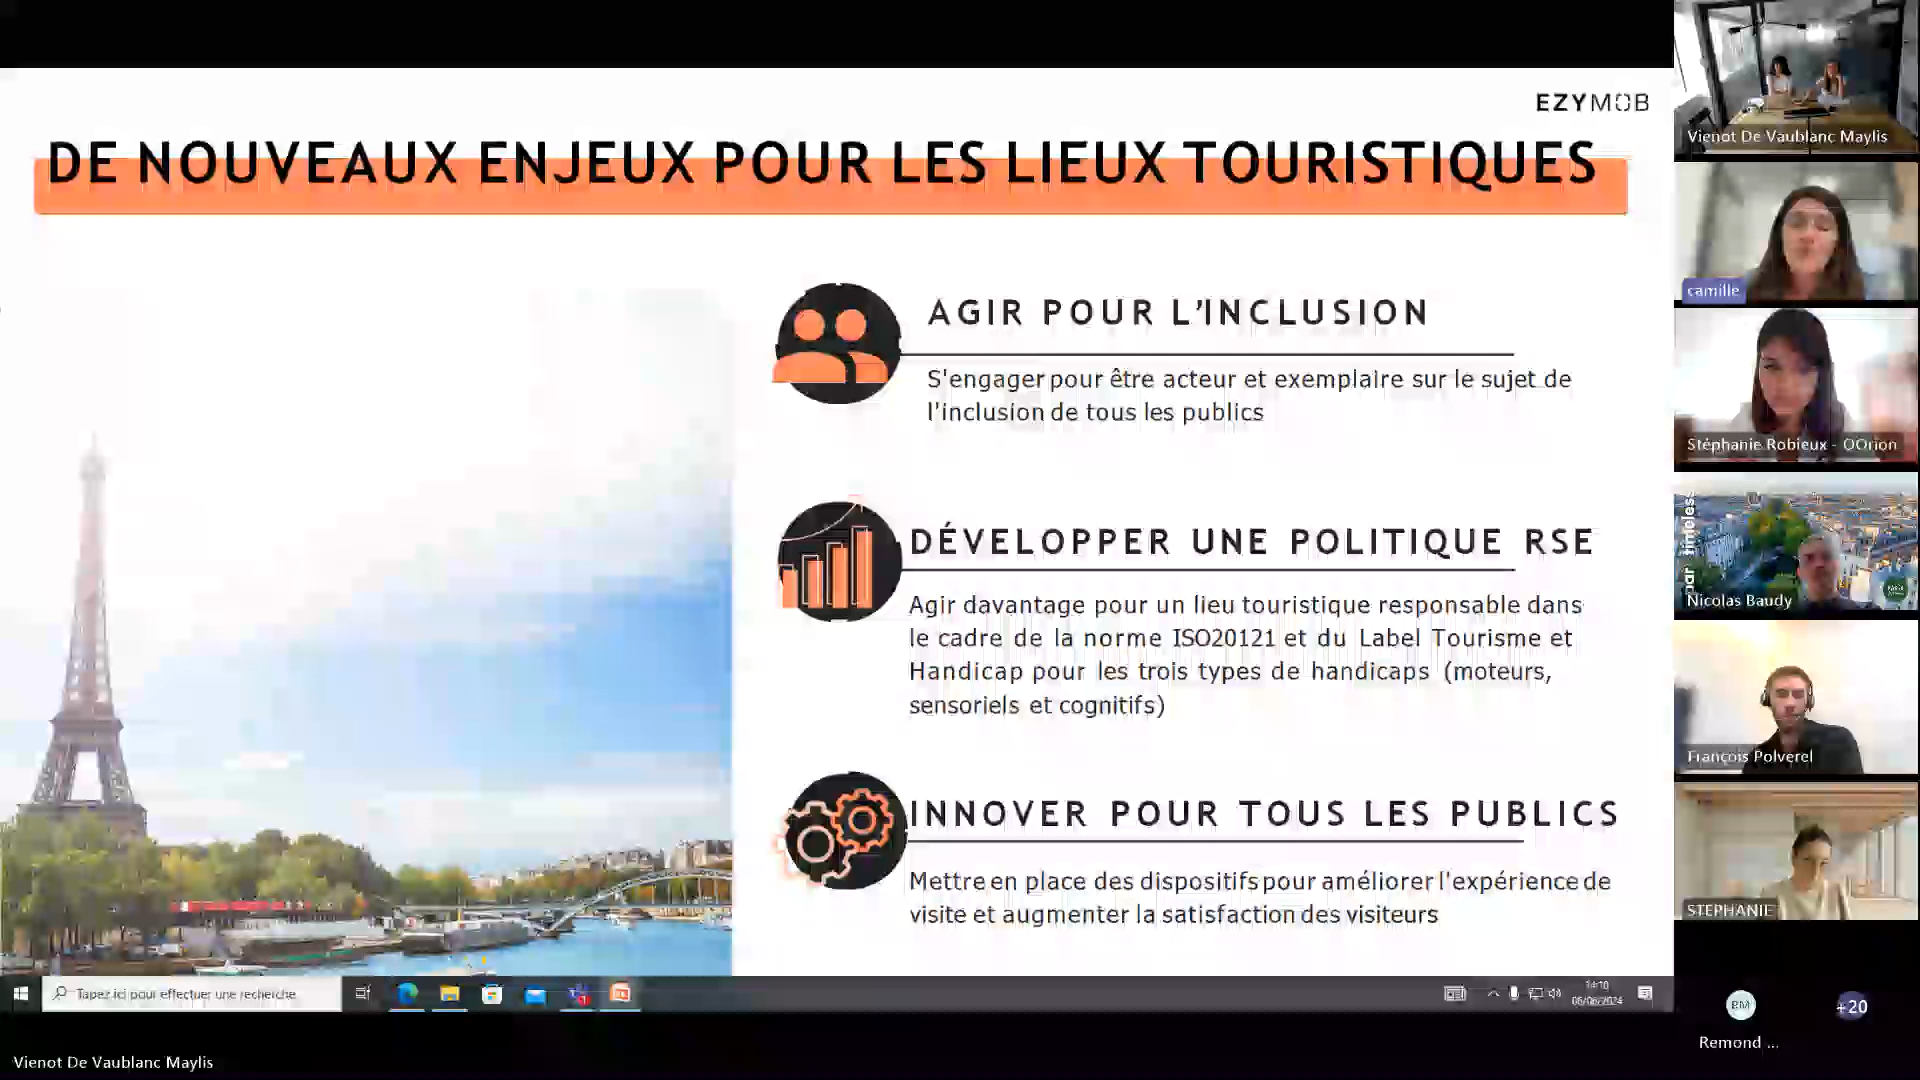 EZYMOB
DE NOUVEAUX ENJEUX POUR LES LIEUX TOURISTIQUES
AGIR POUR L'INCLUSION
S'engager pour être acteur et exemplaire sur le sujet de
l'inclusion de tous les publics
DÉVELOPPER UNE POLITIQUE RSE
Agir davantage pour un lieu touristique responsable dans
le cadre de la norme ISO20121 et du Label Tourisme et
Handicap pour les trois types de handicaps (moteurs,
sensoriels et cognitifs)
INNOVER POUR TOUS LES PUBLICS
Mettre en place des dispositifs pour améliorer l'expérience de
visite et augmenter la satisfaction des visiteurs
Tapez ici pour effectuer une recherche
14:10
06/06/2024
Vienot De Vaublanc Maylis
Vienot De Vaublanc Maylis
camille
Stéphanie Robieux - OOrion
Nicolas Baudy
François Polverel
STEPHANIE
RM
+20
Remond ...